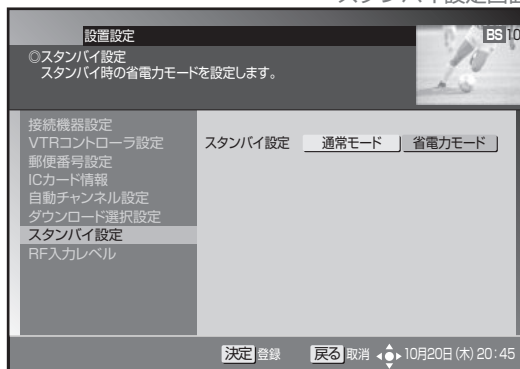 スタンバイ設定画面
設置設定
BS 10
◎スタンバイ設定
スタンバイ時の省電力モードを設定します。
接続機器設定
VTRコントローラ設定
郵便番号設定
ICカード情報
自動チャンネル設定
ダウンロード選択設定
スタンバイ設定
RF入力レベル
スタンバイ設定 通常モード 省電力モード
決定 登録 戻る 取消 10月20日(木) 20:45